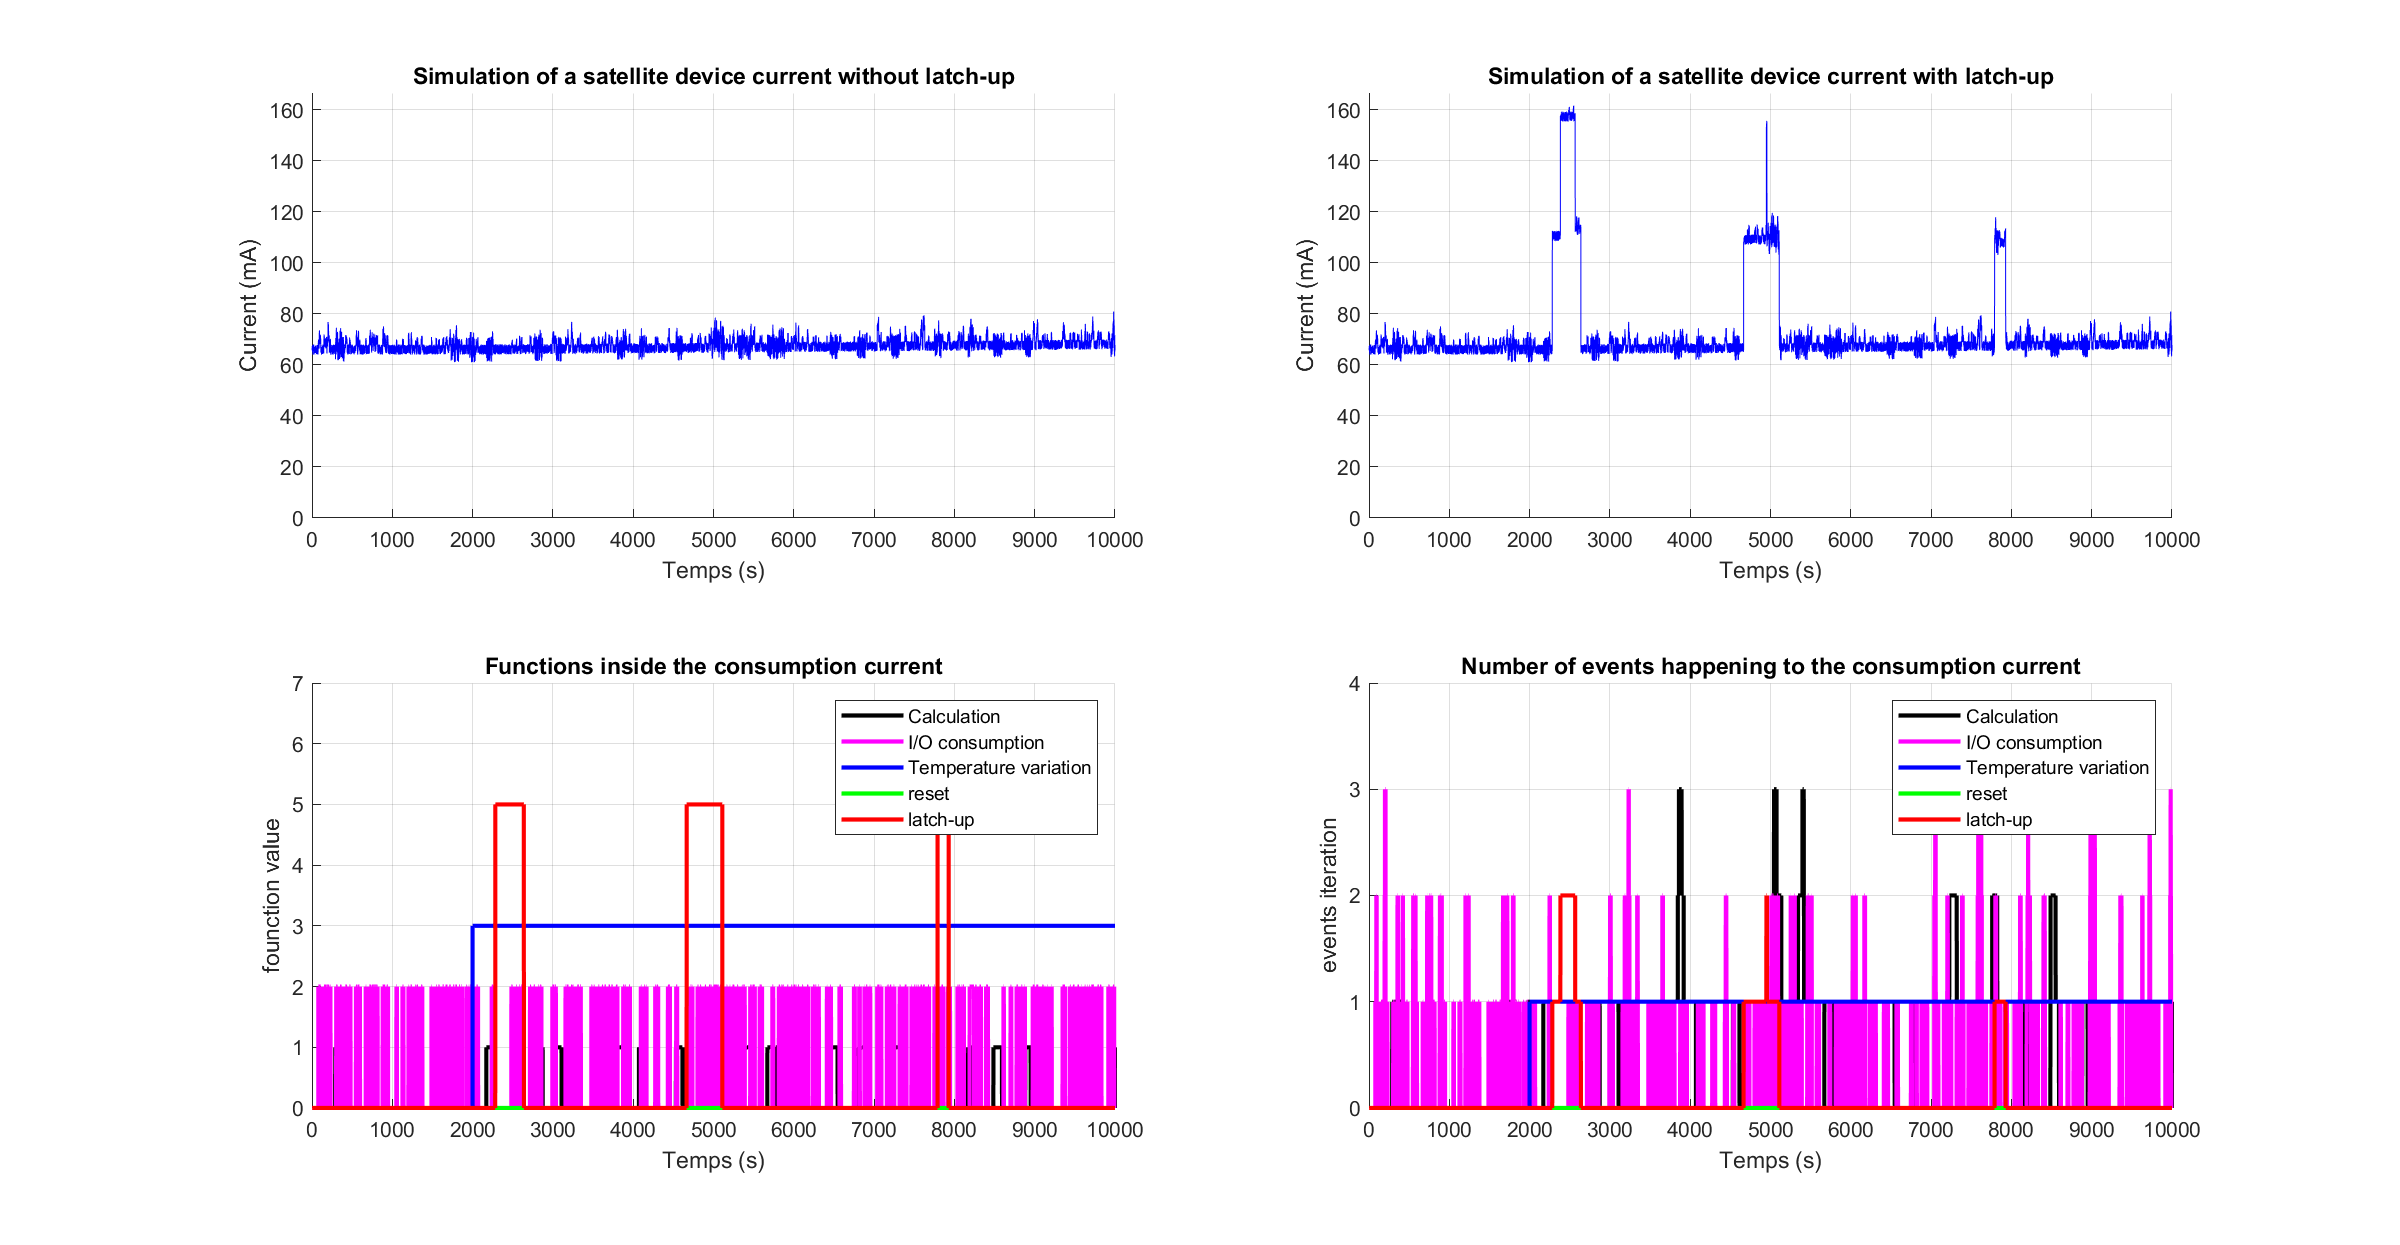 Simulation of a satellite device current without latch-up
160
140
120
100
80
60
40
20
0
Current (mA)
0 1000 2000 3000 4000 5000 6000 7000 8000 9000 10000
Temps (s)
Simulation of a satellite device current with latch-up
160
140
120
100
80
60
40
20
0
Current (mA)
0 1000 2000 3000 4000 5000 6000 7000 8000 9000 10000
Temps (s)
Functions inside the consumption current
7
6
5
4
3
2
1
0
founction value
Calculation
I/O consumption
Temperature variation
reset
latch-up
0 1000 2000 3000 4000 5000 6000 7000 8000 9000 10000
Temps (s)
Number of events happening to the consumption current
4
3
2
1
0
events iteration
Calculation
I/O consumption
Temperature variation
reset
latch-up
0 1000 2000 3000 4000 5000 6000 7000 8000 9000 10000
Temps (s)